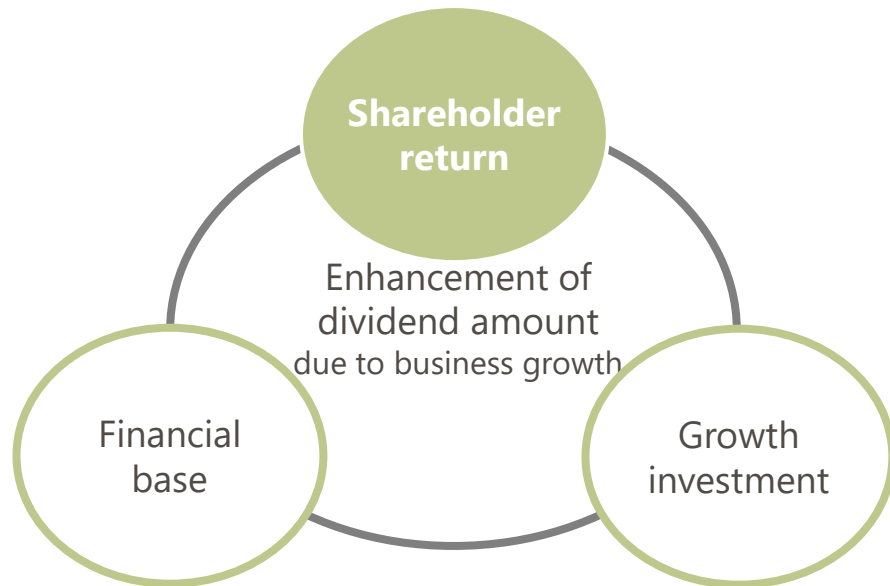 Shareholder
return
Enhancement of
dividend amount
due to business growth
Financial
base
Growth
investment